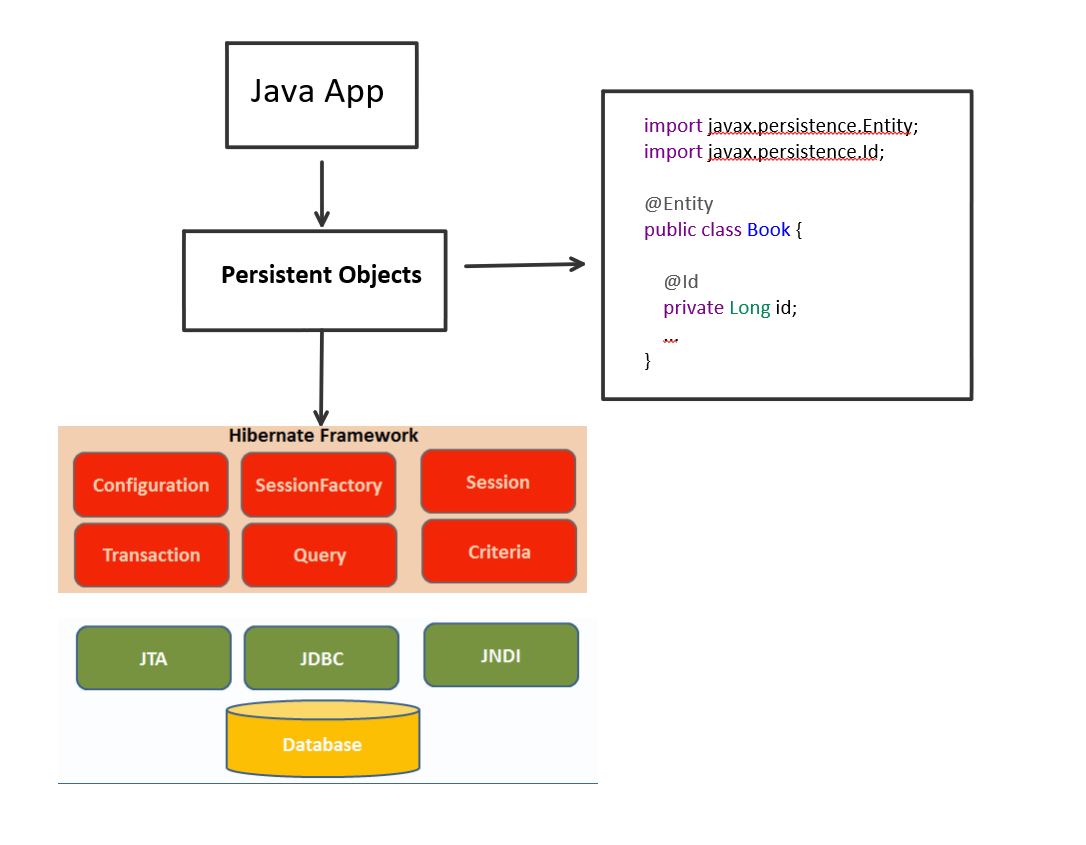 Java App
Persistent Objects
import javax.persistence.Entity;
import javax.persistence.Id;
@Entity
public class Book {
@Id
private Long id;
...
}
Hibernate Framework
Configuration SessionFactory Session
Transaction Query Criteria
JTA JDBC JNDI
Database